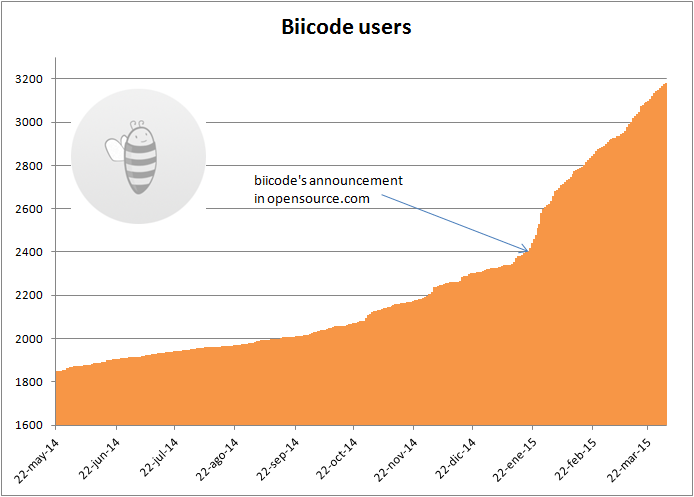 Biicode users
3200
3000
2800
2600
2400
2200
2000
1800
1600
biicode's announcement
in opensource.com
22-may-14
22-jun-14
22-jul-14
22-ago-14
22-sep-14
22-oct-14
22-nov-14
22-dic-14
22-ene-15
22-feb-15
22-mar-15